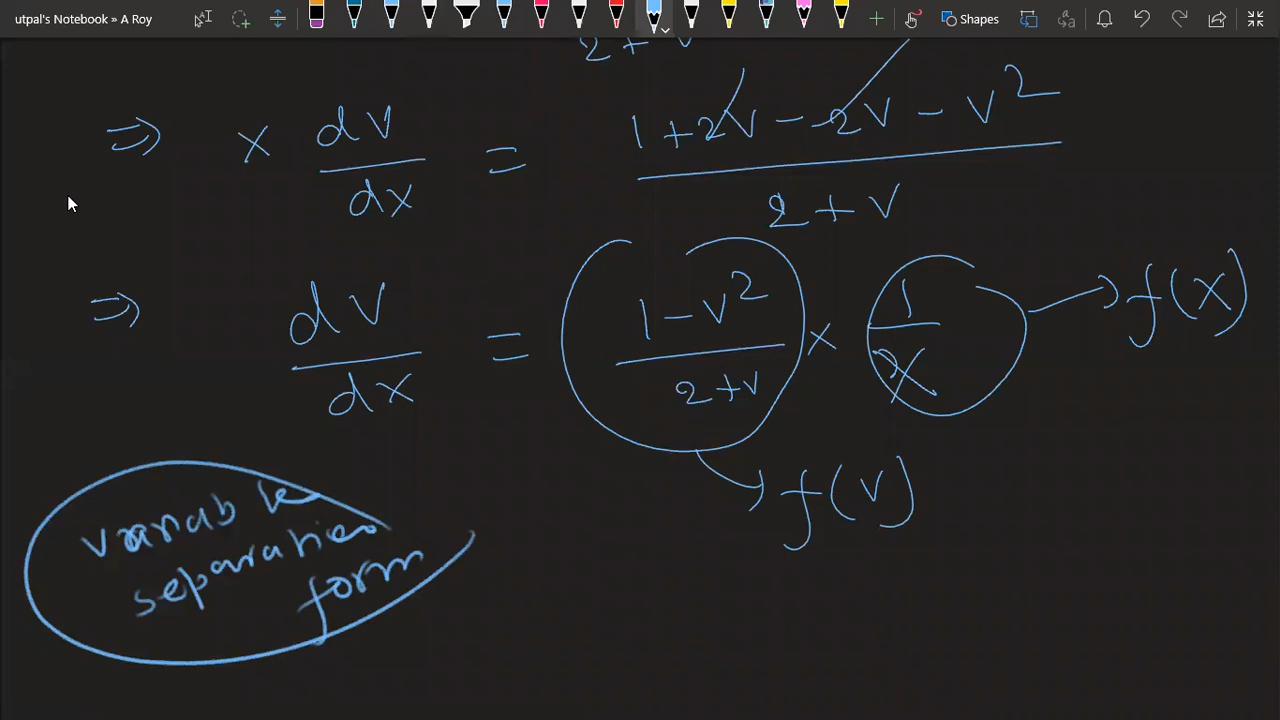 utpal's Notebook » A Roy
Shapes
2 + v
⇒ x dv/dx = (1 + 2v - 2v - v²)/(2 + v)
⇒ dv/dx = (1 - v²)/(2 + v) × 1/x → f(x)
→ f(v)
variable
separation
form